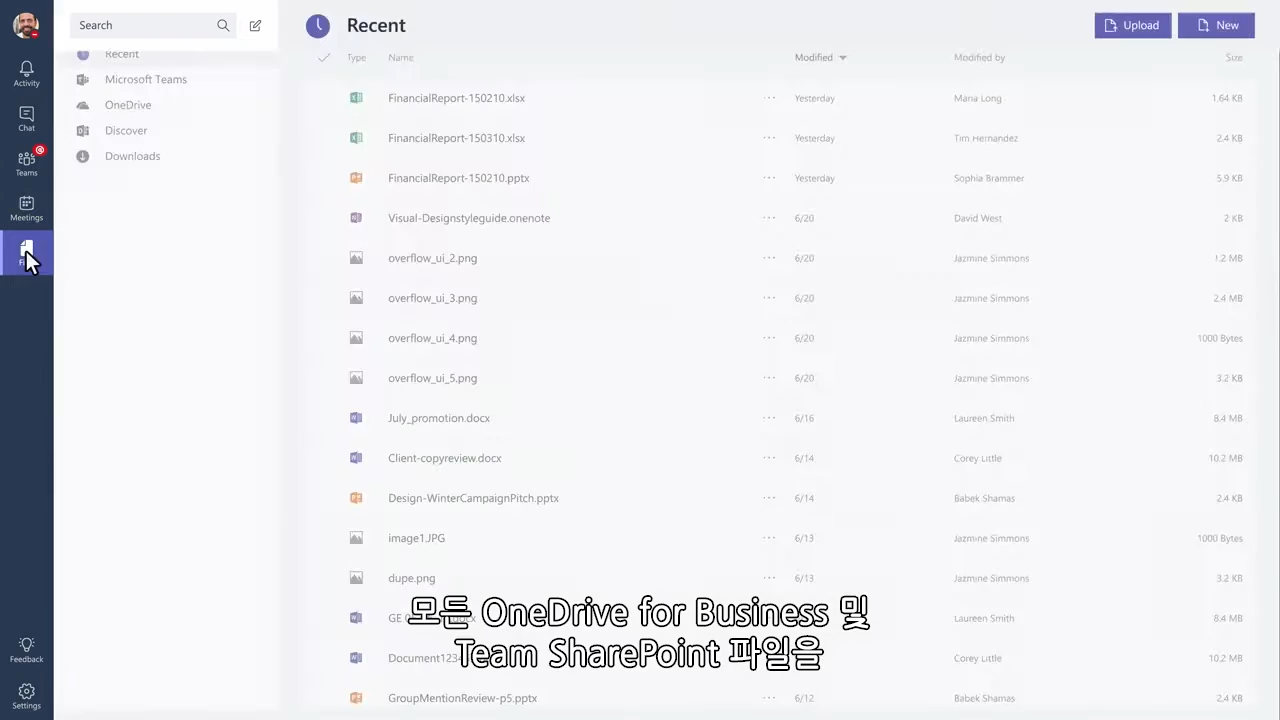 Search
Recent
Upload
New
Activity
Chat
Teams
Meetings
Feedback
Settings
Recent
Microsoft Teams
OneDrive
Discover
Downloads
Type Name Modified Modified by Size
FinancialReport-150210.xlsx Yesterday Maria Long 1.64 KB
FinancialReport-150310.xlsx Yesterday Tim Hernandez 2.4 KB
FinancialReport-150210.pptx Yesterday Sophia Brammer 5.9 KB
Visual-Designstyleguide.onenote 6/20 David West 2 KB
overflow_ui_2.png 6/20 Jazmine Simmons 1.2 MB
overflow_ui_3.png 6/20 Jazmine Simmons 2.4 MB
overflow_ui_4.png 6/20 Jazmine Simmons 1000 Bytes
overflow_ui_5.png 6/20 Jazmine Simmons 3.2 KB
July_promotion.docx 6/16 Laureen Smith 8.4 MB
Client-copyreview.docx 6/14 Corey Little 10.2 MB
Design-WinterCampaignPitch.pptx 6/14 Babek Shamas 2.4 KB
image1.JPG 6/13 Jazmine Simmons 1000 Bytes
dupe.png 6/13 Jazmine Simmons 3.2 KB
GE Laureen Smith 8.4 MB
Corey Little 10.2 MB
GroupMentionReview-p5.pptx 6/12 Babek Shamas 2.4 KB
모든 OneDrive for Business 및
Team SharePoint 파일을